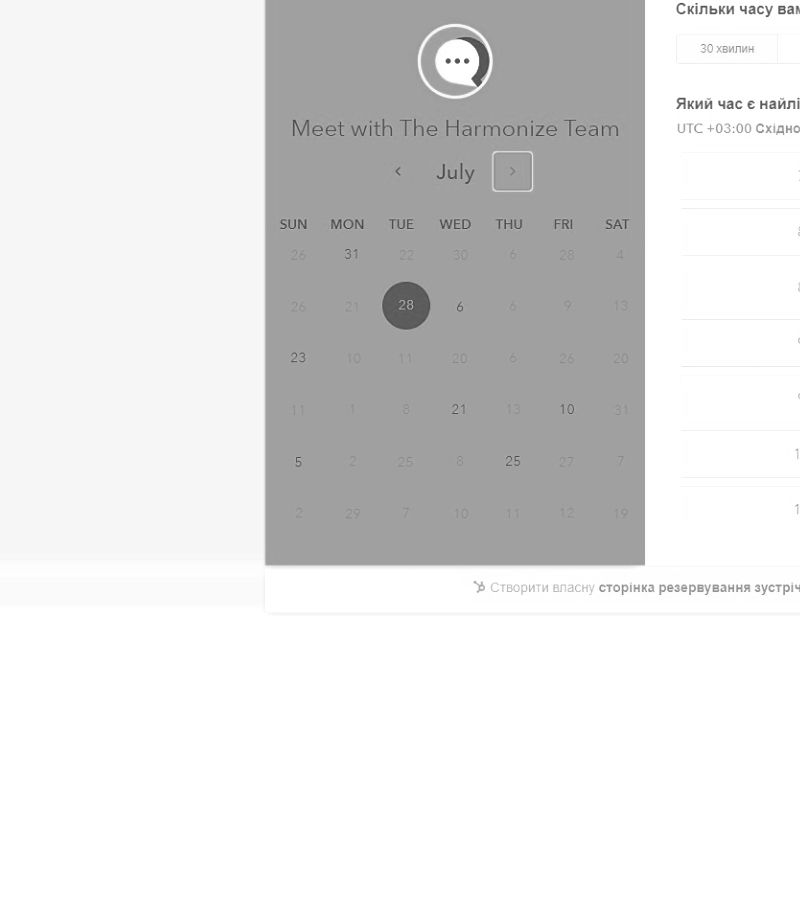 Meet with The Harmonize Team
July
SUN MON TUE WED THU FRI SAT
26 31 22 30 6 28 4
26 21 28 6 6 9 13
23 10 11 20 6 26 20
11 1 8 21 13 10 31
5 2 25 8 25 27 7
2 29 7 10 11 12 19
Скільки часу вам
30 хвилин
Який час є найлі
UTC +03:00 Східно
Створити власну сторінка резервування зустріч